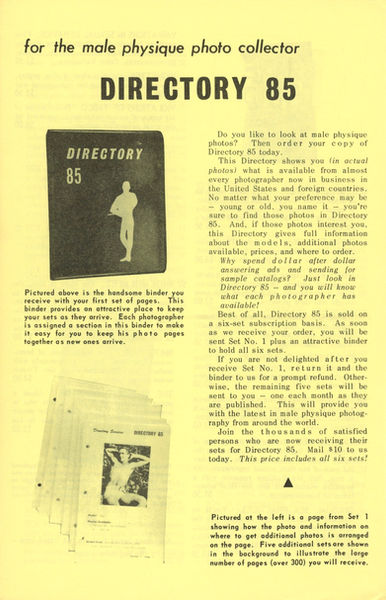 for the male physique photo collector
DIRECTORY 85
DIRECTORY
85
Do you like to look at male physique
photos? Then order your copy of
Directory 85 today.
This Directory shows you (in actual
photos) what is available from almost
every photographer now in business in
the United States and foreign countries.
No matter what your preference may be
— young or old, you name it — you're
sure to find those photos in Directory
85. And, if those photos interest you,
this Directory gives full information
about the models, additional photos
available, prices, and where to order.
Why spend dollar after dollar
answering ads and sending for
sample catalogs? Just look in
Directory 85 — and you will know
what each photographer has
available!
Best of all, Directory 85 is sold on
a six-set subscription basis. As soon
as we receive your order, you will be
sent Set No. 1 plus an attractive binder
to hold all six sets.
If you are not delighted after you
receive Set No. 1, return it and the
binder to us for a prompt refund. Other-
wise, the remaining five sets will be
sent to you — one each month as they
are published. This will provide you
with the latest in male physique photog-
raphy from around the world.
Join the thousands of satisfied
persons who are now receiving their
sets for Directory 85. Mail $10 to us
today. This price includes all six sets!
Pictured above is the handsome binder you
receive with your first set of pages. This
binder provides an attractive place to keep
your sets as they arrive. Each photographer
is assigned a section in this binder to make
it easy for you to keep his photo pages
together as new ones arrive.
Directory Services
DIRECTORY 85
Pictured at the left is a page from Set 1
showing how the photo and information on
where to get additional photos is arranged
on the page. Five additional sets are shown
in the background to illustrate the large
number of pages (over 300) you will receive.